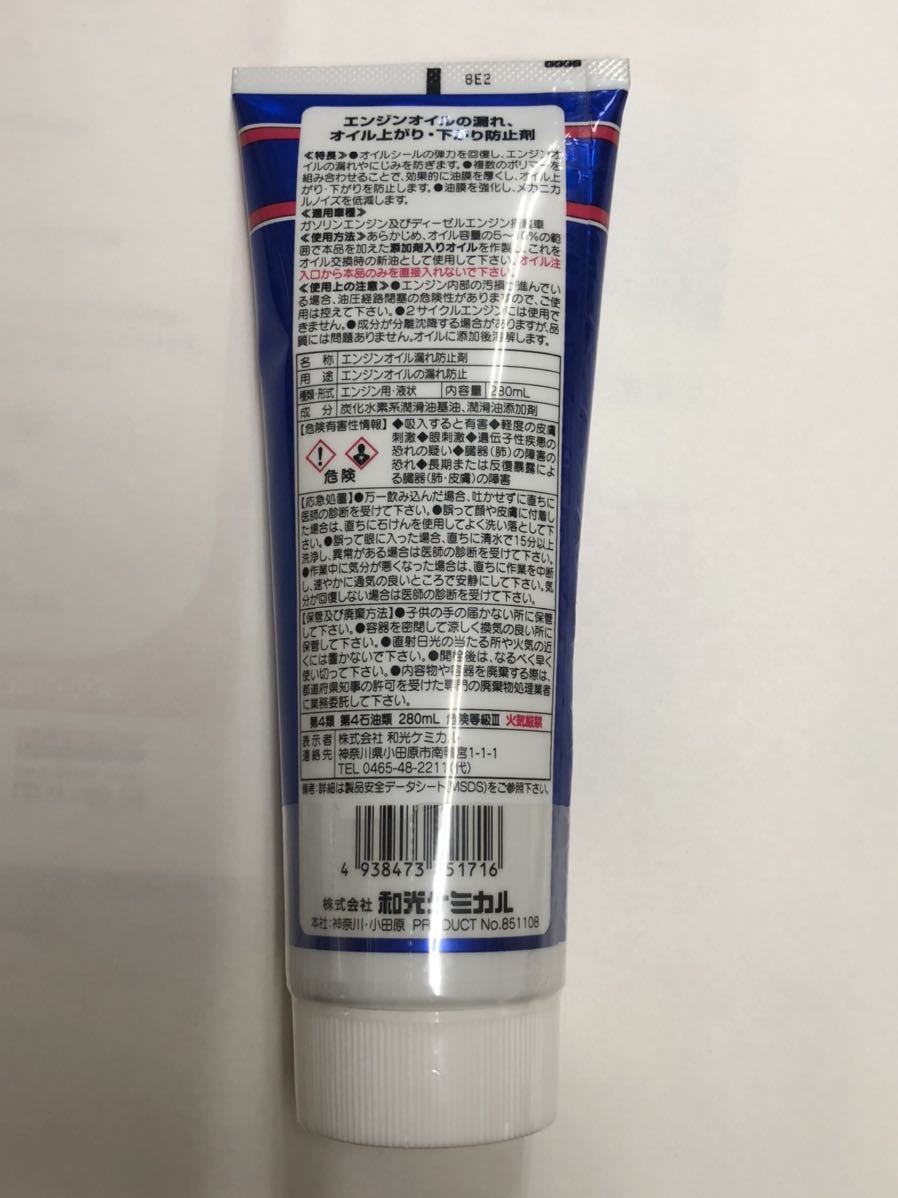 8E2
エンジンオイルの漏れ、
オイル上がり・下がり防止剤
≪特長≫●オイルシールの弾力を回復し、エンジンオ
イルの漏れやにじみを防ぎます。●複数のポリマーを
組み合わせることで、効果的に油膜を厚くし、オイル上
がり・下がりを防止します。●油膜を強化し、メカニカ
ルノイズを低減します。
≪適用車種≫
ガソリンエンジン及びディーゼルエンジン搭載車
≪使用方法≫あらかじめ、オイル容量の5～10%の範
囲で本品を加えた添加剤入りオイルを作製し、これを
オイル交換時の新油として使用して下さい。オイル注
入口から本品のみを直接入れないで下さい。
≪使用上の注意≫●エンジン内部の汚損が進んでい
る場合、油圧経路閉塞の危険性がありますので、ご使
用は控えて下さい。●2サイクルエンジンには使用で
きません。●成分が分離沈降する場合がありますが、品
質には問題ありません。オイルに添加後溶解します。
名 称 エンジンオイル漏れ防止剤
用 途 エンジンオイルの漏れ防止
種類・形式 エンジン用・液状 内容量 280mL
成 分 炭化水素系潤滑油基油、潤滑油添加剤
【危険有害性情報】◆吸入すると有害◆軽度の皮膚
刺激◆眼刺激◆遺伝子性疾患の
恐れの疑い◆臓器(肺)の障害の
恐れ◆長期または反復暴露によ
る臓器(肺・皮膚)の障害
危険
【応急処置】●万一飲み込んだ場合、吐かせずに直ちに
医師の診断を受けて下さい。●誤って顔や皮膚に付着し
た場合は、直ちに石けんを使用してよく洗い落として下
さい。●誤って眼に入った場合、直ちに清水で15分以上
洗浄し、異常がある場合は医師の診断を受けて下さい。
●作業中に気分が悪くなった場合は、直ちに作業を中断
し、速やかに通気の良いところで安静にして下さい。気
分が回復しない場合は医師の診断を受けて下さい。
【保管及び廃棄方法】●子供の手の届かない所に保管
して下さい。●容器を密閉して涼しく換気の良い所に
保管して下さい。●直射日光の当たる所や火気の近
くには置かないで下さい。●開栓後は、なるべく早く
使い切って下さい。●内容物や容器を廃棄する際は、
都道府県知事の許可を受けた専門の廃棄物処理業者
に業務委託して下さい。
第4類 第4石油類 280mL 危険等級Ⅲ 火気厳禁
表示者 株式会社 和光ケミカル
連絡先 神奈川県小田原市南鴨宮1-1-1
TEL 0465-48-2211(代)
備考:詳細は製品安全データシート(MSDS)をご参照下さい。
4 938473 551716
株式会社 和光ケミカル
本社:神奈川・小田原 PRODUCT No.851108